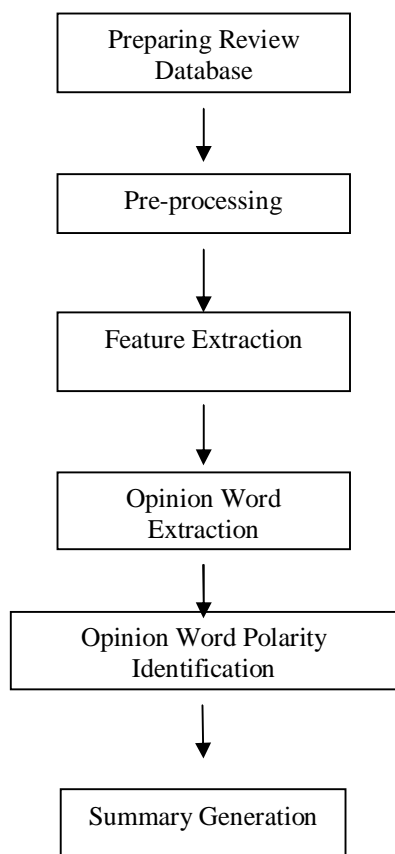 Preparing Review
Database
Pre-processing
Feature Extraction
Opinion Word
Extraction
Opinion Word Polarity
Identification
Summary Generation